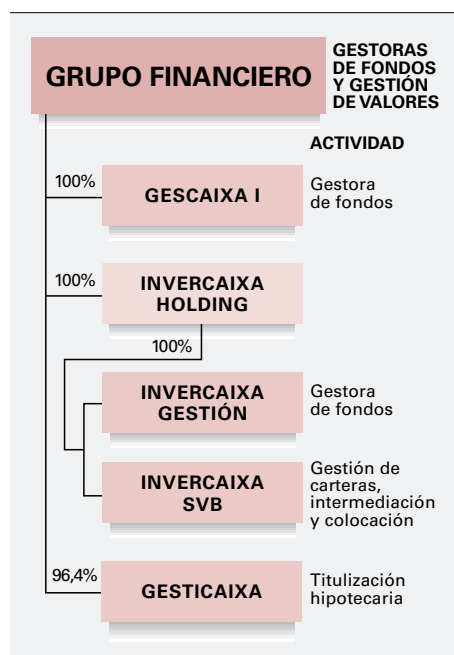 GRUPO FINANCIERO
GESTORAS
DE FONDOS
Y GESTIÓN
DE VALORES
ACTIVIDAD
100%
GESCAIXA I
Gestora
de fondos
100%
INVERCAIXA
HOLDING
100%
INVERCAIXA
GESTIÓN
Gestora
de fondos
INVERCAIXA
SVB
Gestión de
carteras,
intermediación
y colocación
96,4%
GESTICAIXA
Titulización
hipotecaria